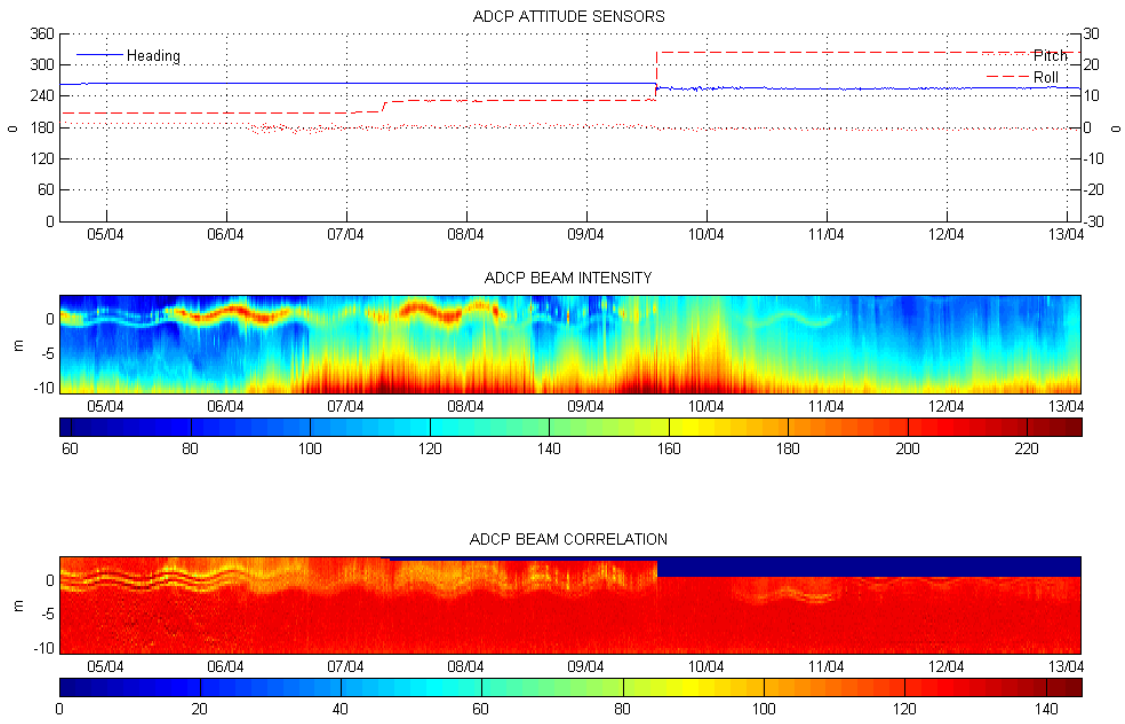 ADCP ATTITUDE SENSORS
360
300
240
180
120
60
0
0
Heading
Pitch
Roll
30
20
10
0
-10
-20
-30
0
05/04 06/04 07/04 08/04 09/04 10/04 11/04 12/04 13/04
ADCP BEAM INTENSITY
m
0
-5
-10
05/04 06/04 07/04 08/04 09/04 10/04 11/04 12/04 13/04
60 80 100 120 140 160 180 200 220
ADCP BEAM CORRELATION
m
0
-5
-10
05/04 06/04 07/04 08/04 09/04 10/04 11/04 12/04 13/04
0 20 40 60 80 100 120 140